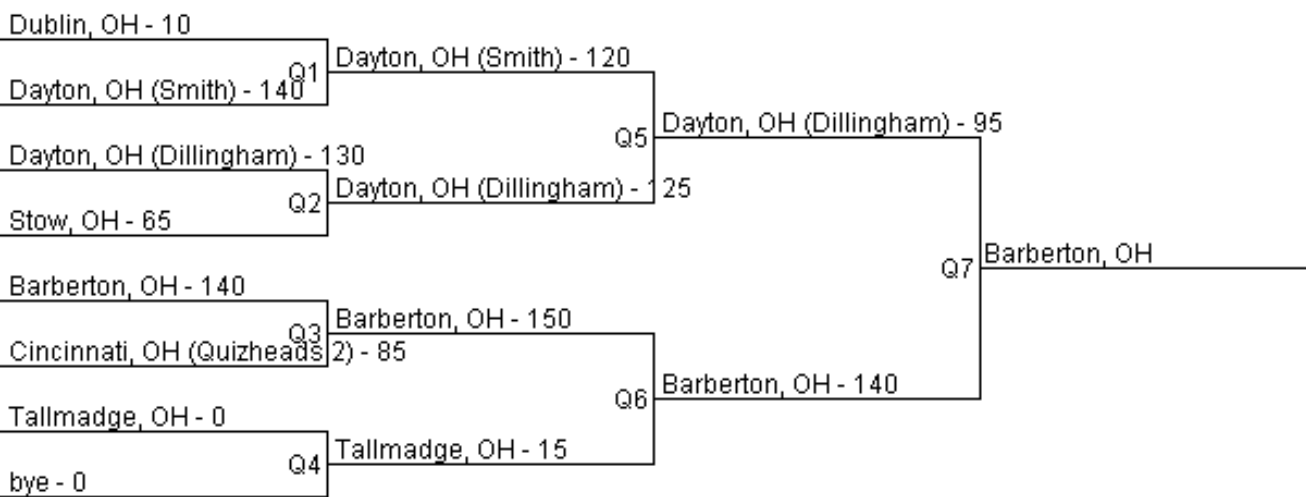 Dublin, OH - 10
Q1
Dayton, OH (Smith) - 140
Dayton, OH (Smith) - 120
Dayton, OH (Dillingham) - 130
Q2
Stow, OH - 65
Dayton, OH (Dillingham) - 125
Q5
Dayton, OH (Dillingham) - 95
Barberton, OH - 140
Q3
Cincinnati, OH (Quizheads 2) - 85
Barberton, OH - 150
Tallmadge, OH - 0
Q4
bye - 0
Tallmadge, OH - 15
Q6
Barberton, OH - 140
Q7
Barberton, OH